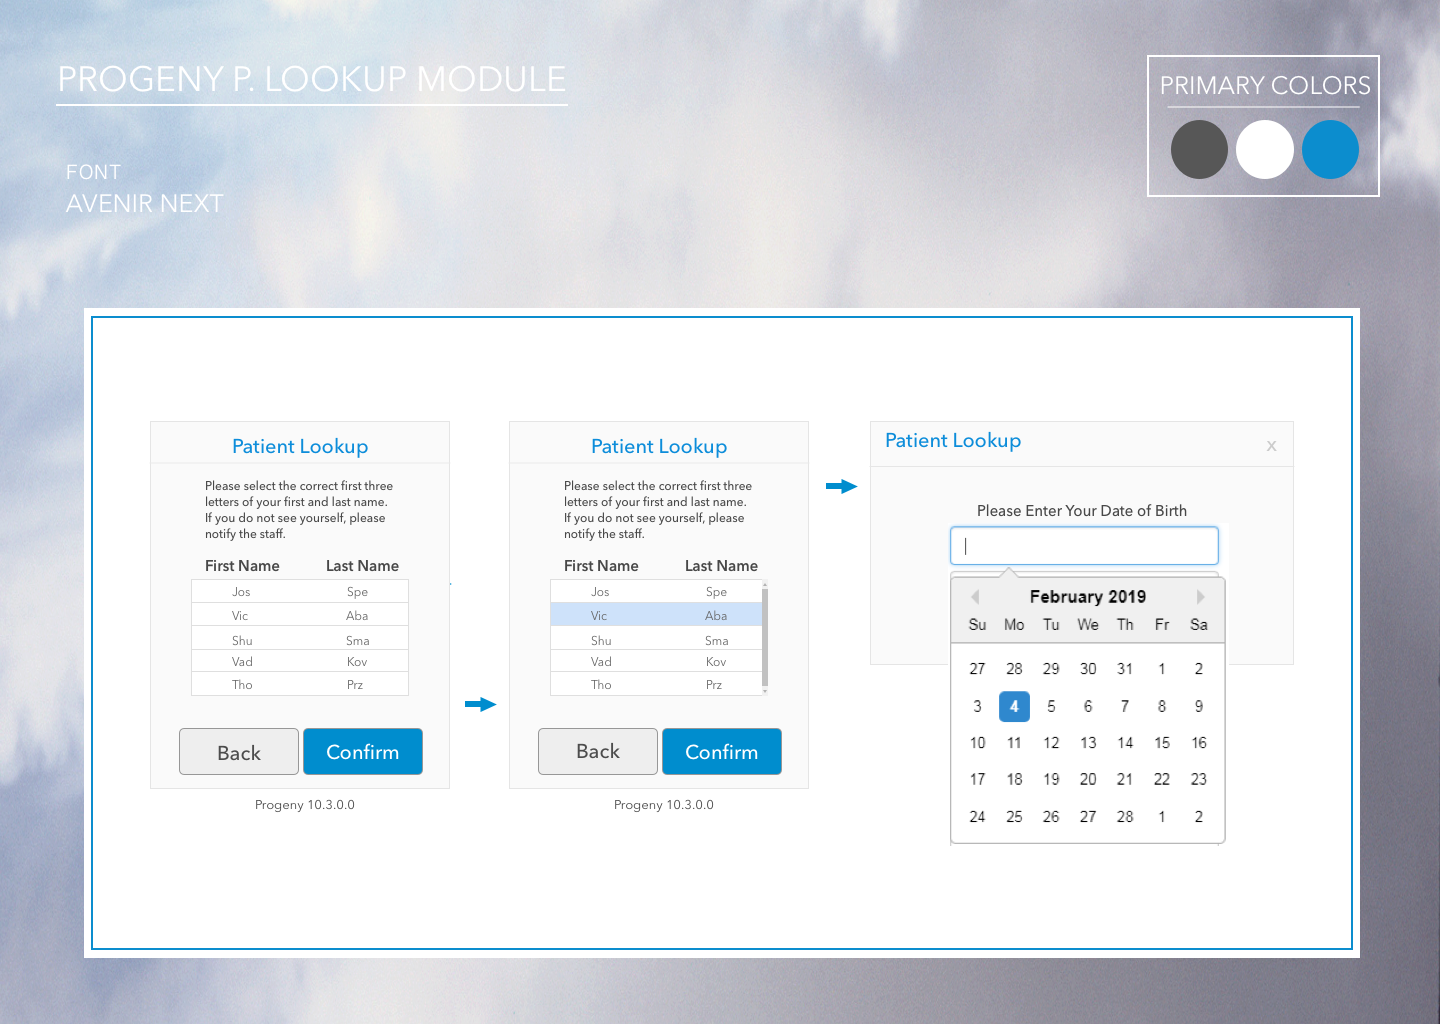 PROGENY P. LOOKUP MODULE
PRIMARY COLORS
FONT
AVENIR NEXT
Patient Lookup
Please select the correct first three
letters of your first and last name.
If you do not see yourself, please
notify the staff.
First Name Last Name
Jos Spe
Vic Aba
Shu Sma
Vad Kov
Tho Prz
Back Confirm
Progeny 10.3.0.0
Patient Lookup
Please select the correct first three
letters of your first and last name.
If you do not see yourself, please
notify the staff.
First Name Last Name
Jos Spe
Vic Aba
Shu Sma
Vad Kov
Tho Prz
Back Confirm
Progeny 10.3.0.0
Patient Lookup x
Please Enter Your Date of Birth
February 2019
Su Mo Tu We Th Fr Sa
27 28 29 30 31 1 2
3 4 5 6 7 8 9
10 11 12 13 14 15 16
17 18 19 20 21 22 23
24 25 26 27 28 1 2